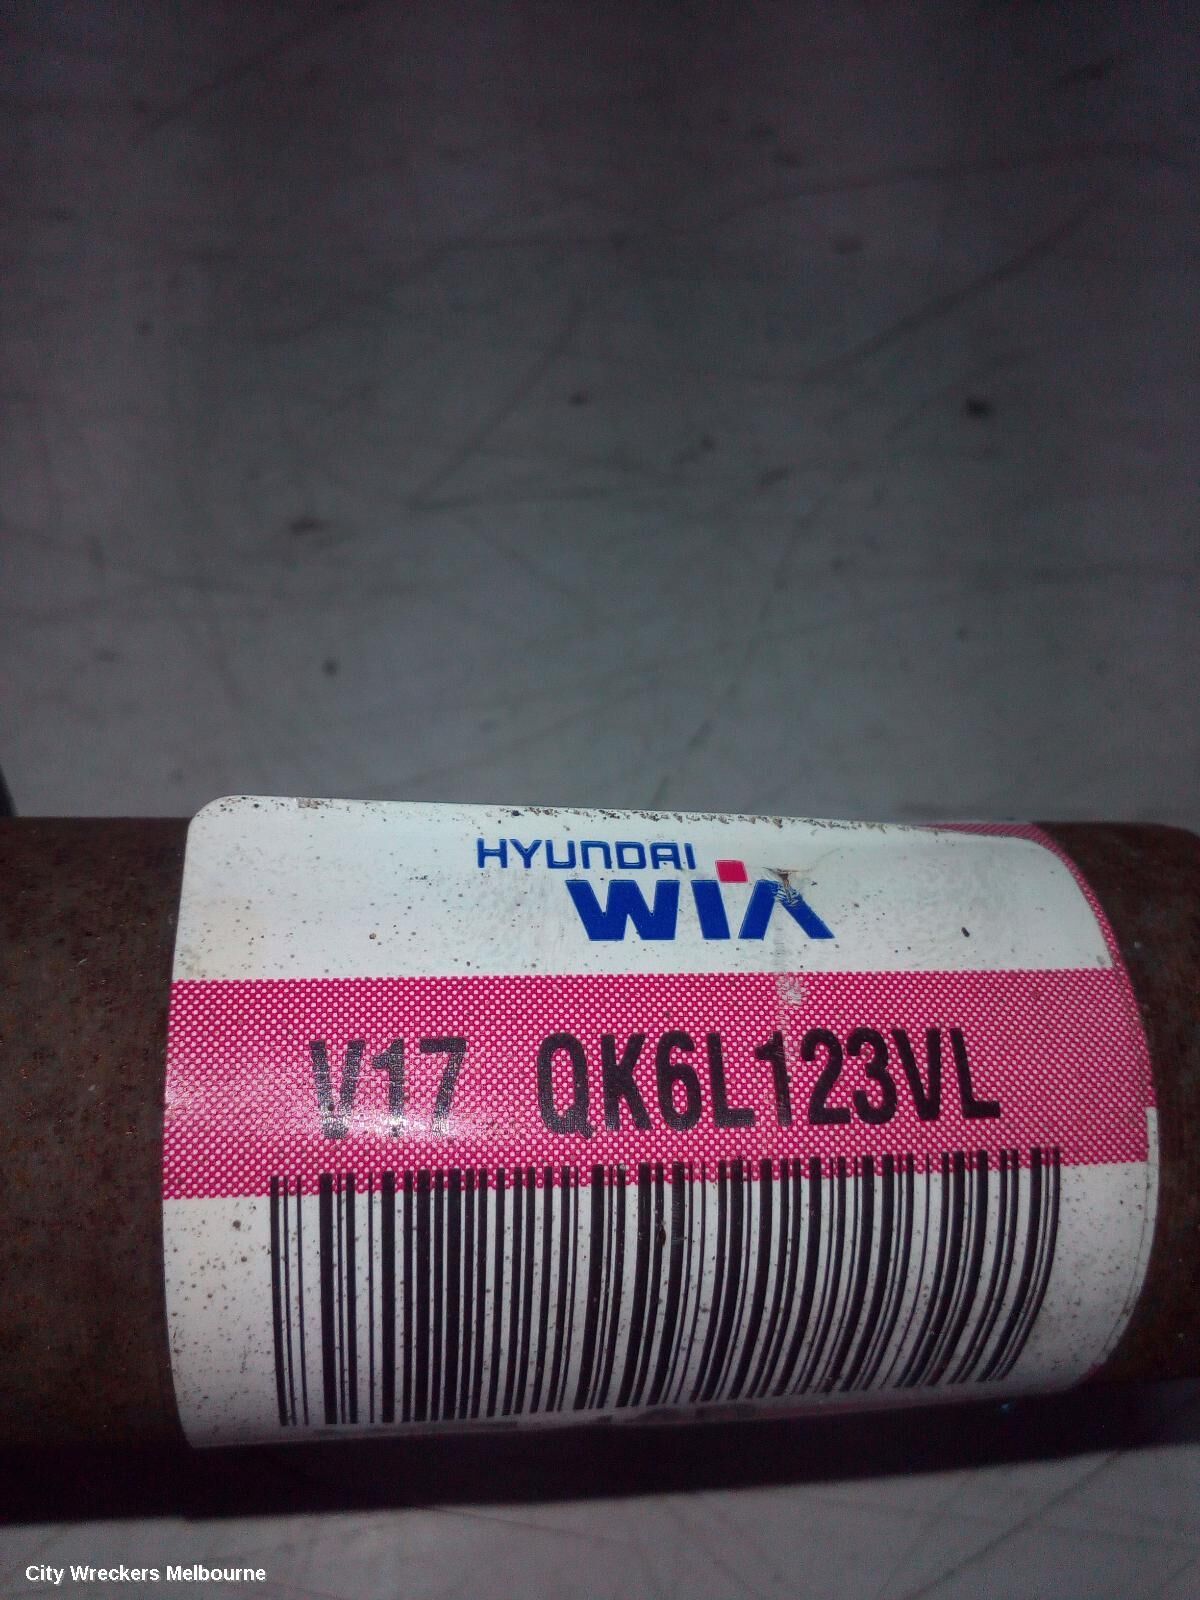 HYUNDAI
WIA
V17 QK6L123VL
City Wreckers Melbourne